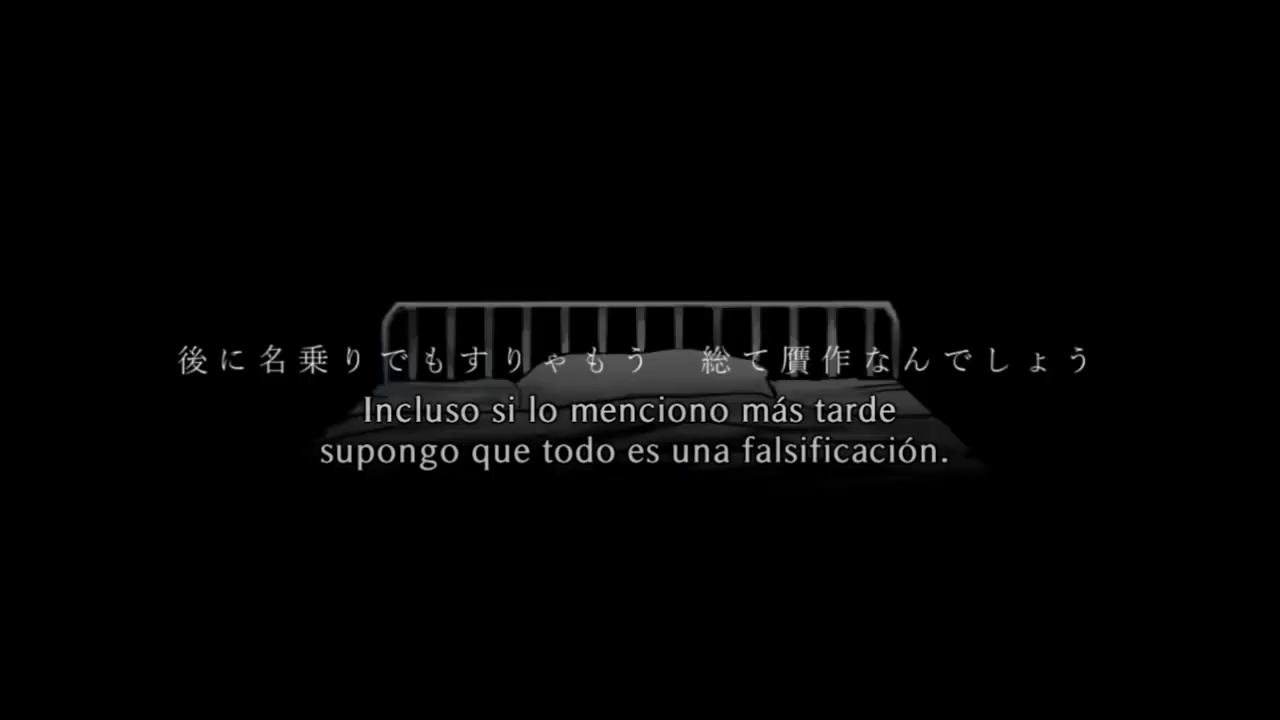 後に名乗りでもすりゃもう　総て贋作なんでしょう
Incluso si lo menciono más tarde
supongo que todo es una falsificación.